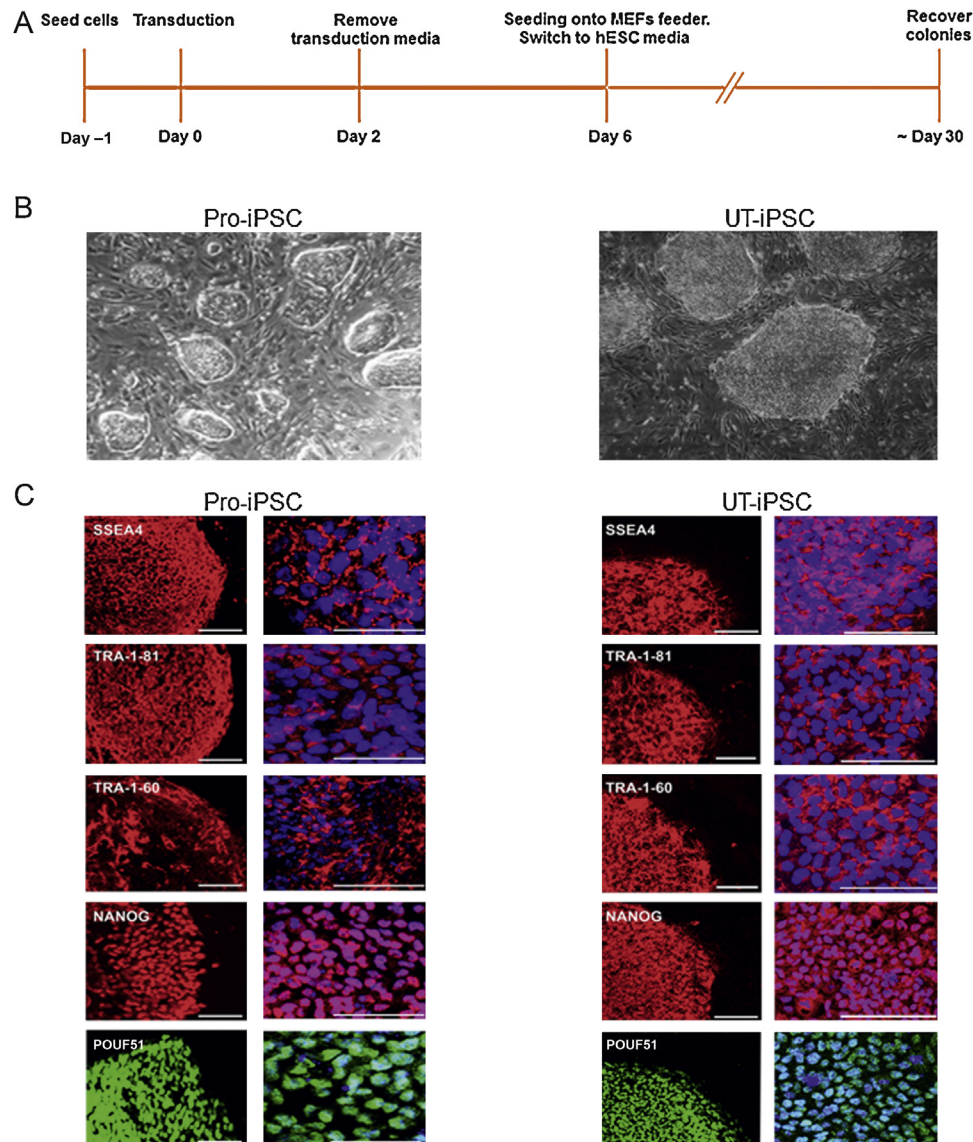 A
Seed cells
Transduction
Remove
transduction media
Seeding onto MEFs feeder.
Switch to hESC media
Recover
colonies
Day –1
Day 0
Day 2
Day 6
~ Day 30
B
Pro-iPSC
UT-iPSC
C
Pro-iPSC
UT-iPSC
SSEA4
SSEA4
TRA-1-81
TRA-1-81
TRA-1-60
TRA-1-60
NANOG
NANOG
POUF51
POUF51